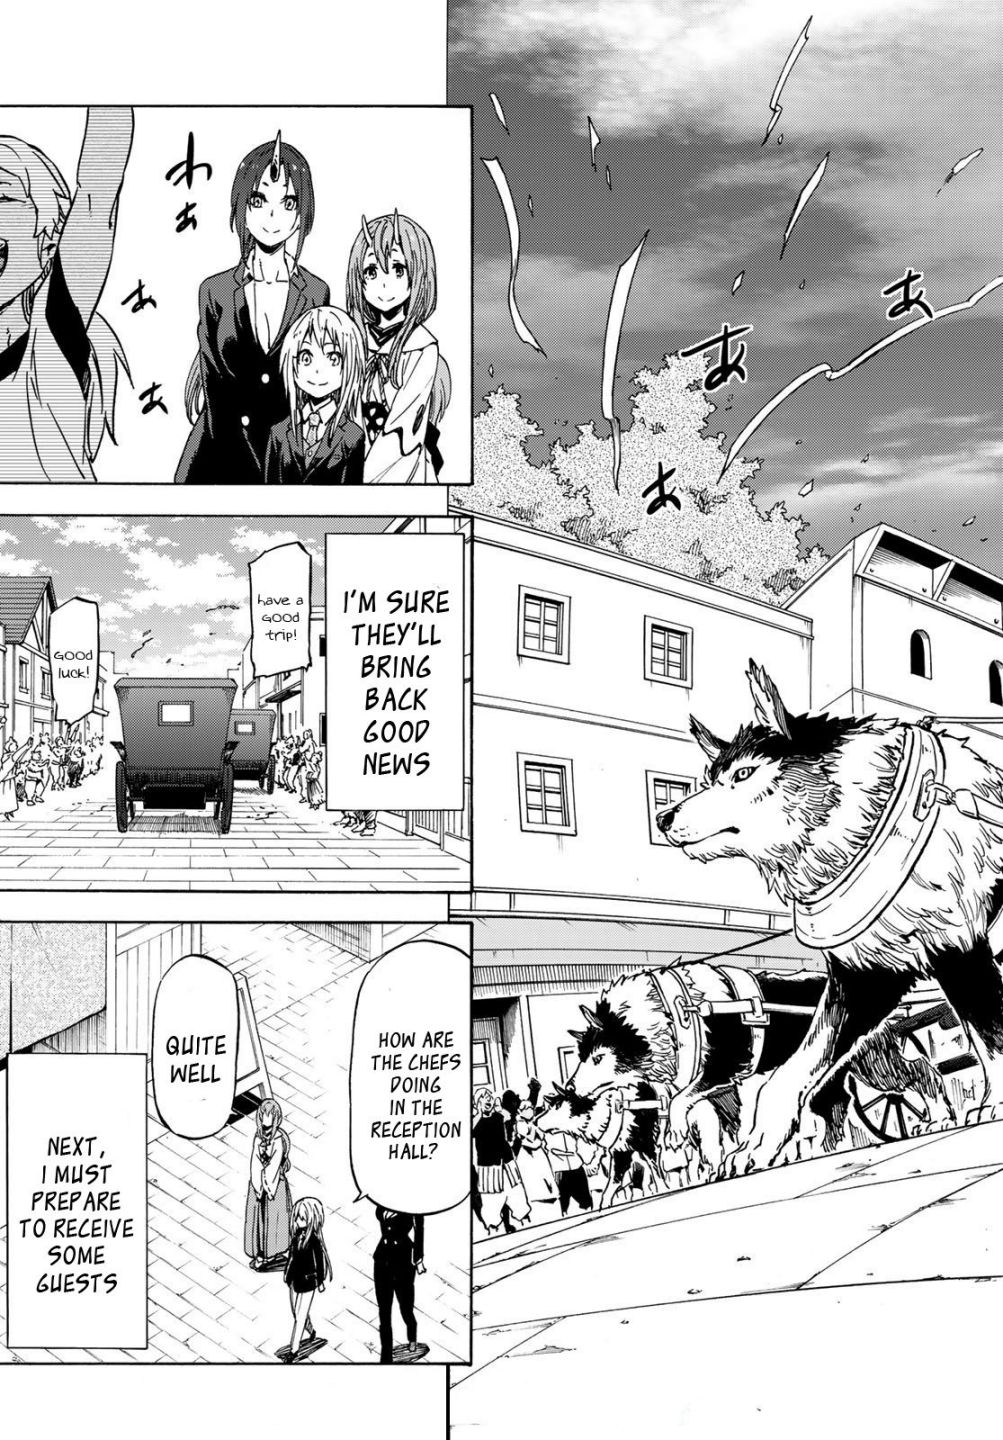 あ
あ
あ
わ
あ
あ
あ
I'M SURE
THEY'LL
BRING
BACK
GOOD
NEWS
have a
Good
trip!
Good
luck!
HOW ARE
THE CHEFS
DOING
IN THE
RECEPTION
HALL?
QUITE
WELL
NEXT,
I MUST
PREPARE
TO RECEIVE
SOME
GUESTS